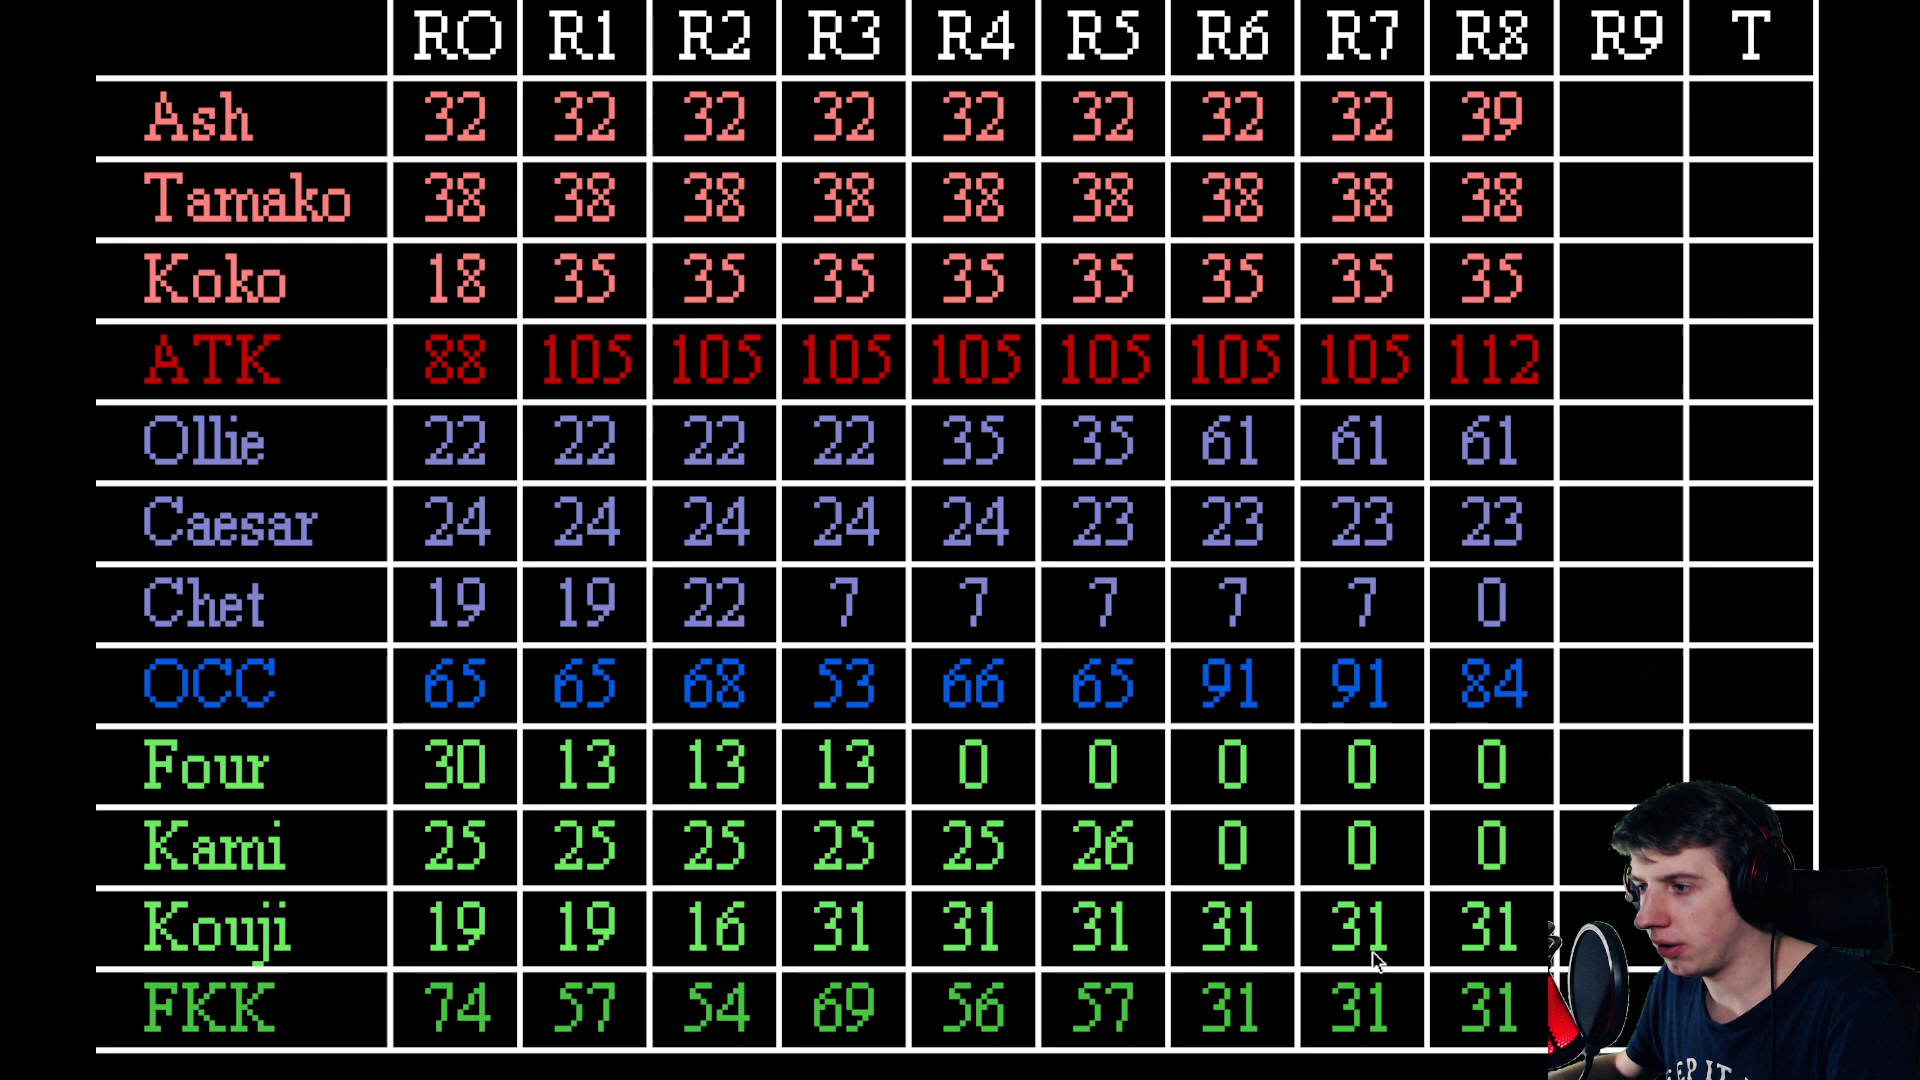 R0 R1 R2 R3 R4 R5 R6 R7 R8 R9 T
Ash 32 32 32 32 32 32 32 32 39
Tamako 38 38 38 38 38 38 38 38 38
Koko 18 35 35 35 35 35 35 35 35
ATK 88 105 105 105 105 105 105 105 112
Ollie 22 22 22 22 35 35 61 61 61
Caesar 24 24 24 24 24 23 23 23 23
Chet 19 19 22 7 7 7 7 7 0
OCC 65 65 68 53 66 65 91 91 84
Four 30 13 13 13 0 0 0 0 0
Kami 25 25 25 25 25 26 0 0 0
Kouji 19 19 16 31 31 31 31 31 31
FKK 74 57 54 69 56 57 31 31 31
IT